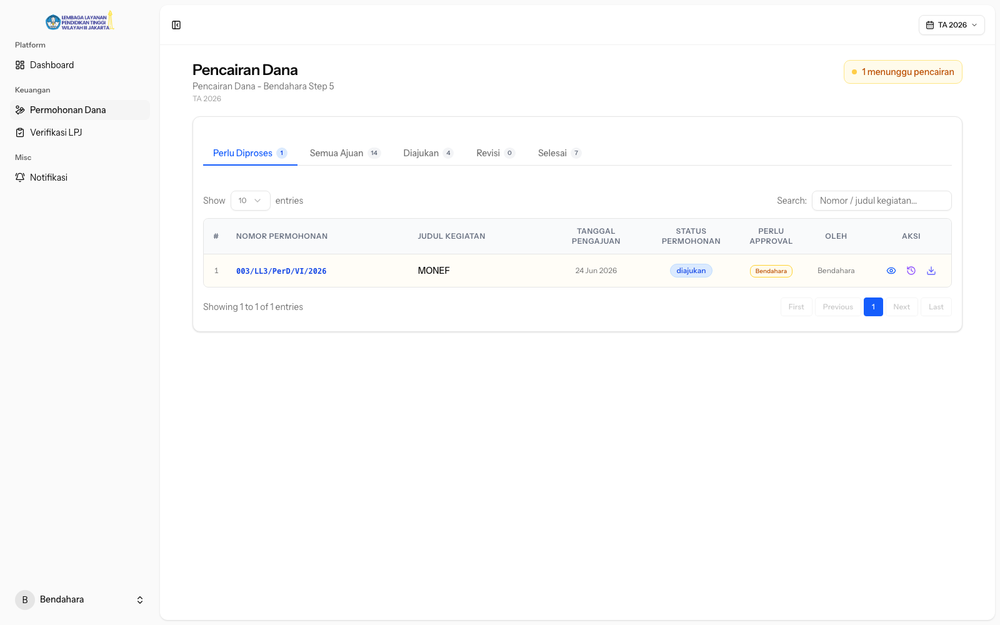 LEMBAGA LAYANAN
PENDIDIKAN TINGGI
WILAYAH III JAKARTA
Platform
Dashboard
Keuangan
Permohonan Dana
Verifikasi LPJ
Misc
Notifikasi
B Bendahara
TA 2026
Pencairan Dana
Pencairan Dana - Bendahara Step 5
TA 2026
1 menunggu pencairan
Perlu Diproses 1 Semua Ajuan 14 Diajukan 4 Revisi 0 Selesai 7
Show 10 entries Search: Nomor / judul kegiatan...
# NOMOR PERMOHONAN JUDUL KEGIATAN TANGGAL PENGAJUAN STATUS PERMOHONAN PERLU APPROVAL OLEH AKSI
1 003/LL3/PerD/VI/2026 MONEF 24 Jun 2026 diajukan Bendahara Bendahara
Showing 1 to 1 of 1 entries First Previous 1 Next Last